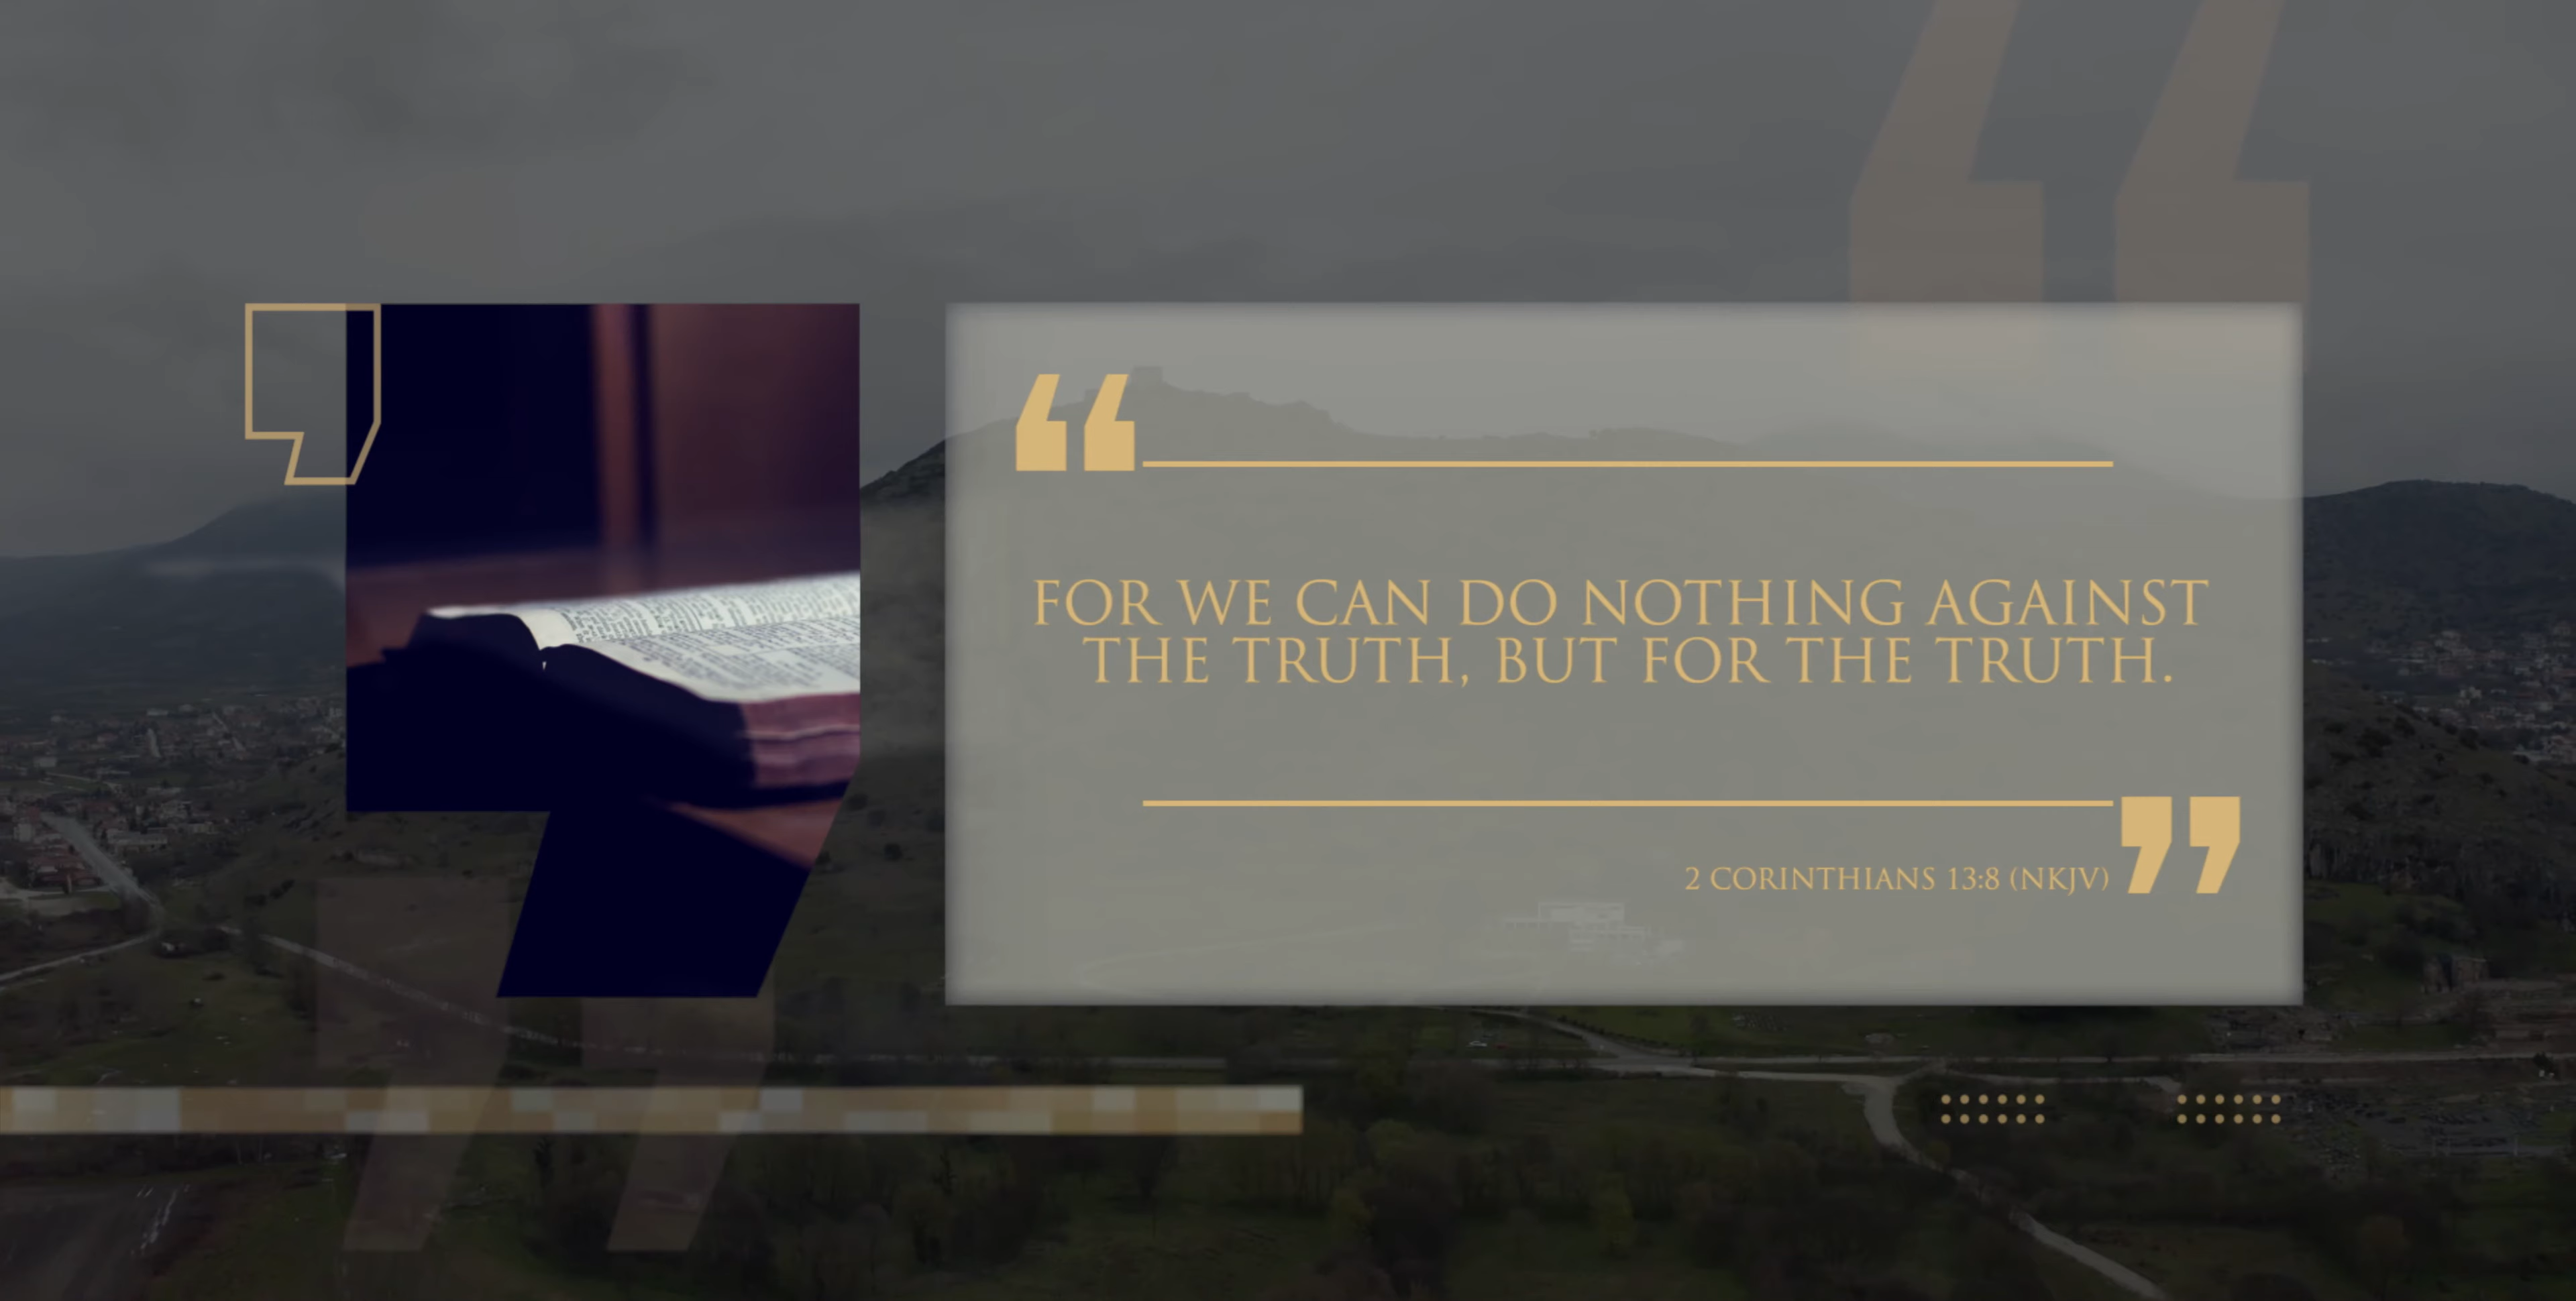 “
FOR WE CAN DO NOTHING AGAINST
THE TRUTH, BUT FOR THE TRUTH.
2 CORINTHIANS 13:8 (NKJV) ”